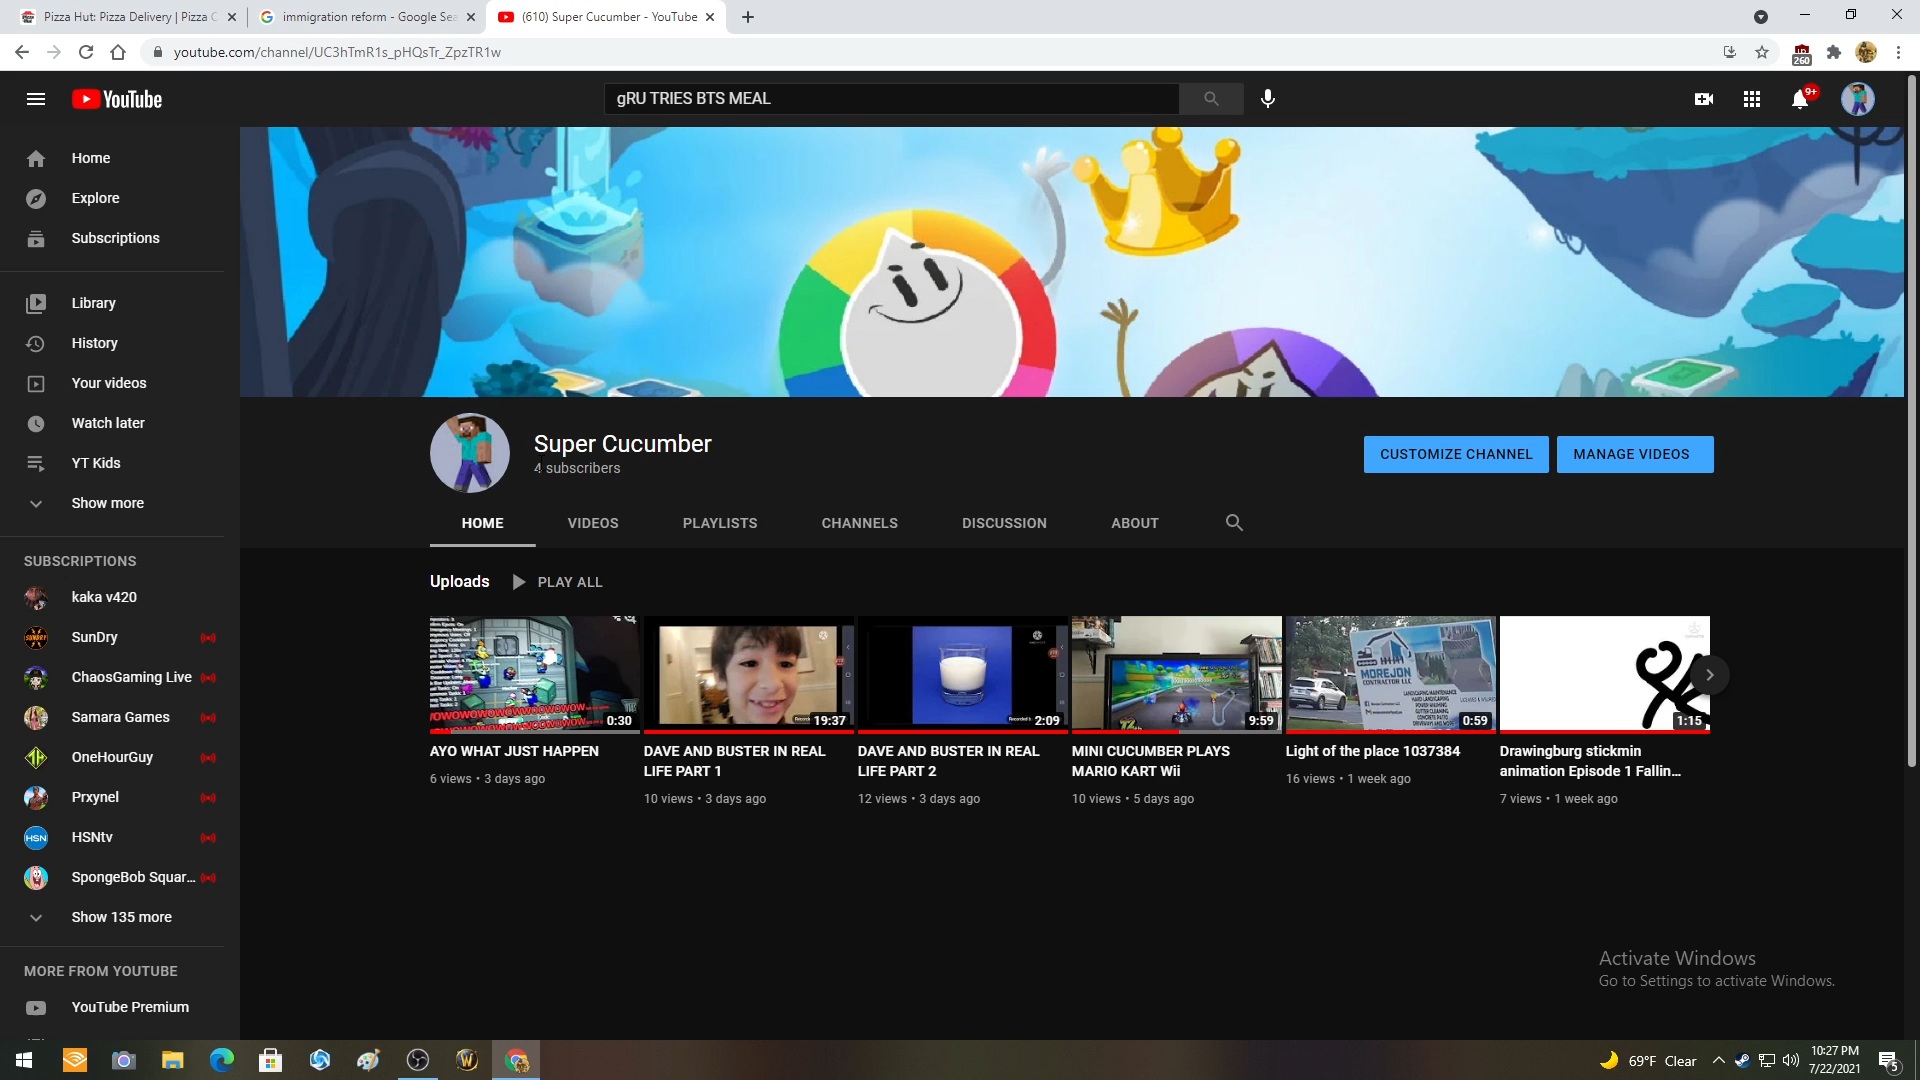 Pizza Hut: Pizza Delivery | Pizza C
immigration reform - Google Sea
(610) Super Cucumber - YouTube
youtube.com/channel/UC3hTmR1s_pHQsTr_ZpzTR1w
260
YouTube
gRU TRIES BTS MEAL
9+
Home
Explore
Subscriptions
Library
History
Your videos
Watch later
YT Kids
Show more
SUBSCRIPTIONS
kaka v420
SunDry
ChaosGaming Live
Samara Games
OneHourGuy
Prxynel
HSN
HSNtv
SpongeBob Squar...
Show 135 more
MORE FROM YOUTUBE
YouTube Premium
Super Cucumber
4 subscribers
CUSTOMIZE CHANNEL
MANAGE VIDEOS
HOME
VIDEOS
PLAYLISTS
CHANNELS
DISCUSSION
ABOUT
Uploads
PLAY ALL
0:30
AYO WHAT JUST HAPPEN
6 views • 3 days ago
19:37
DAVE AND BUSTER IN REAL
LIFE PART 1
10 views • 3 days ago
2:09
DAVE AND BUSTER IN REAL
LIFE PART 2
12 views • 3 days ago
9:59
MINI CUCUMBER PLAYS
MARIO KART Wii
10 views • 5 days ago
MOREJON
CONTRACTOR LLC
0:59
Light of the place 1037384
16 views • 1 week ago
1:15
Drawingburg stickmin
animation Episode 1 Fallin...
7 views • 1 week ago
Activate Windows
Go to Settings to activate Windows.
69°F Clear
10:27 PM
7/22/2021
5